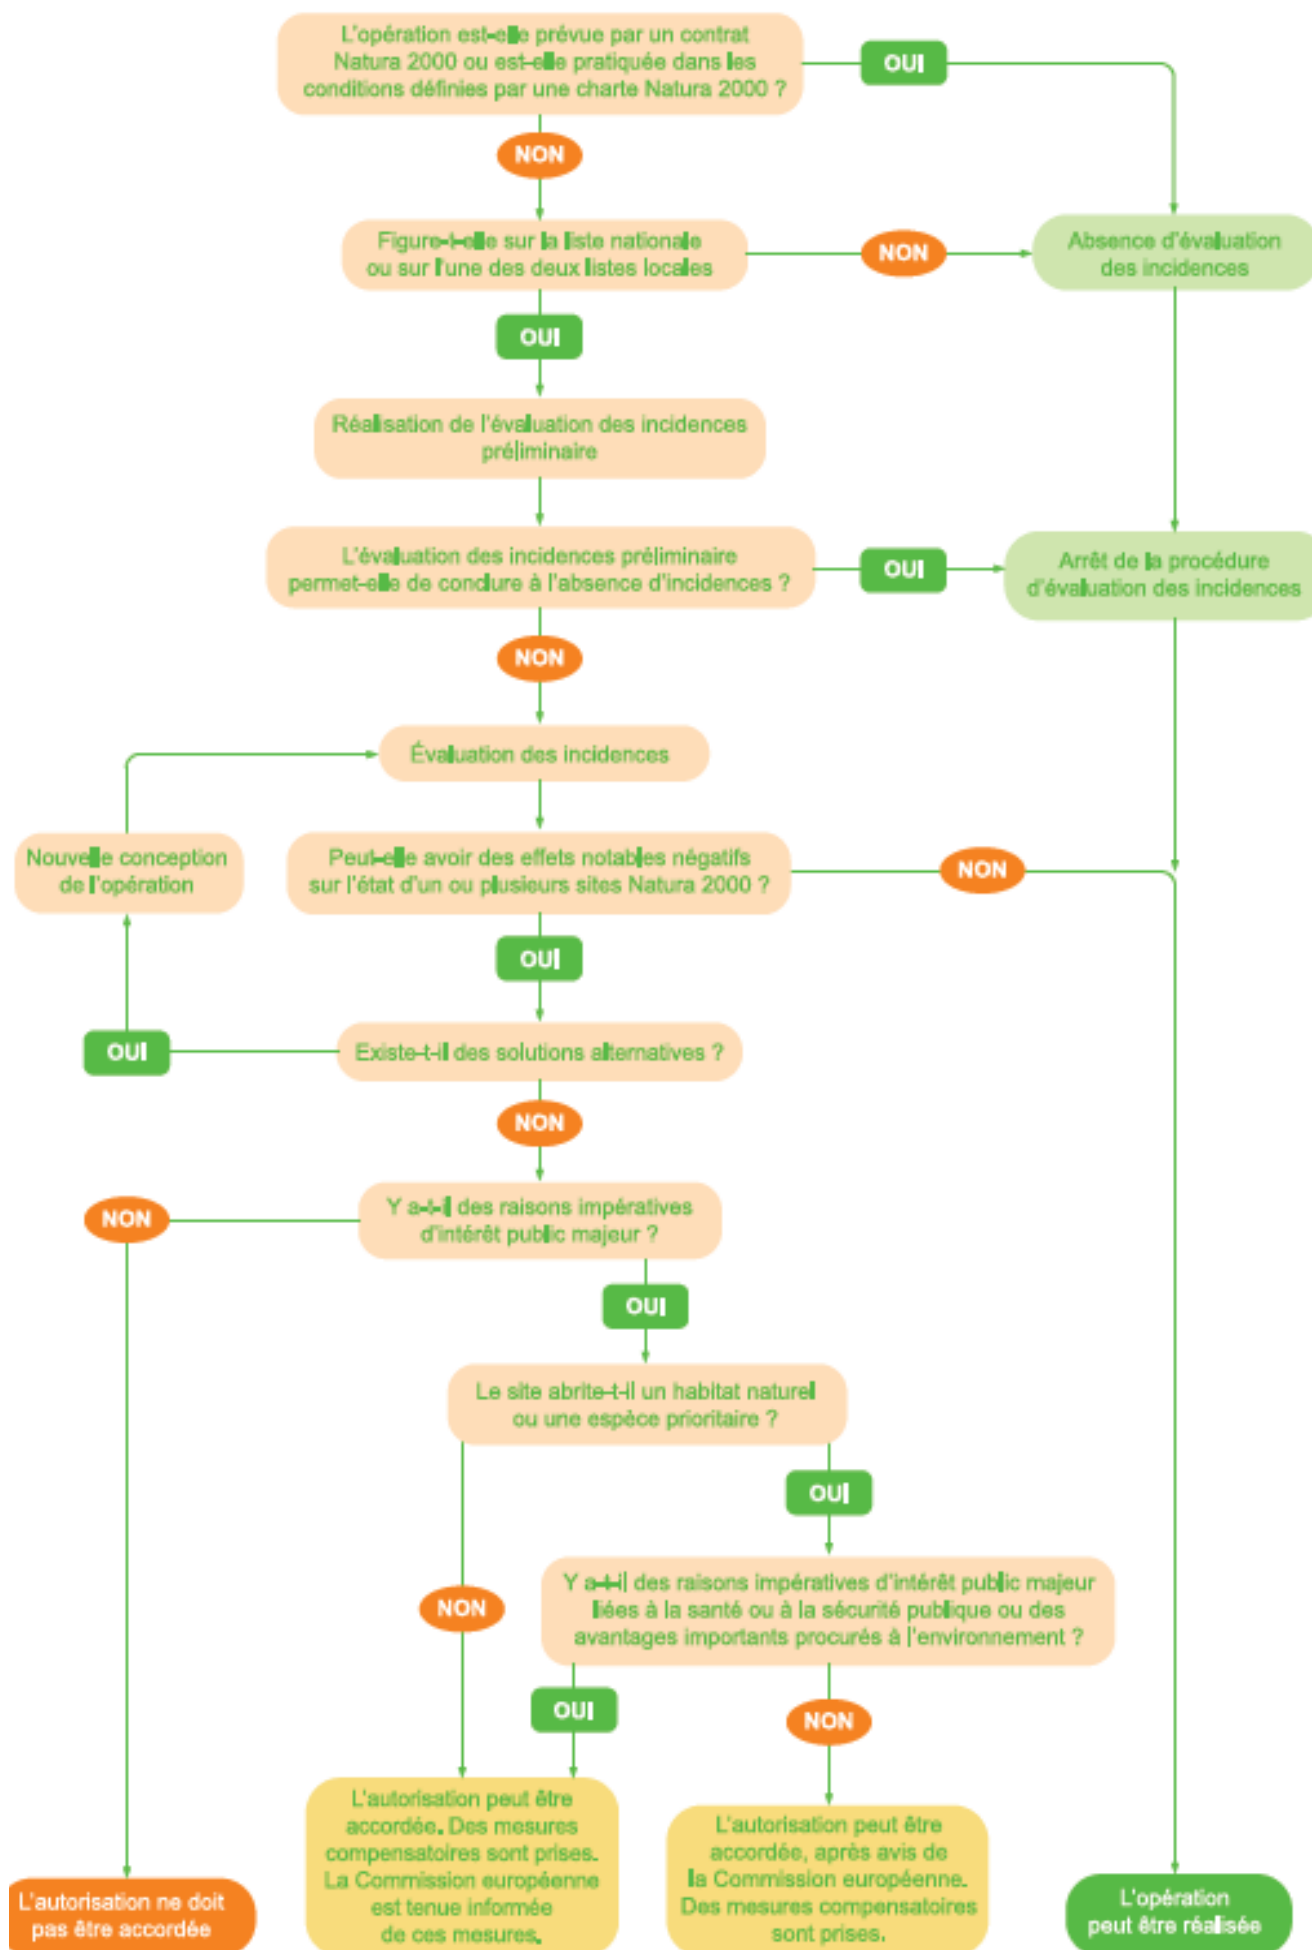 L'opération est-elle prévue par un contrat
Natura 2000 ou est-elle pratiquée dans les
conditions définies par une charte Natura 2000 ?
OUI
NON
Figure-t-elle sur la liste nationale
ou sur l'une des deux listes locales
NON
Absence d'évaluation
des incidences
OUI
Réalisation de l'évaluation des incidences
préliminaire
L'évaluation des incidences préliminaire
permet-elle de conclure à l'absence d'incidences ?
OUI
Arrêt de la procédure
d'évaluation des incidences
NON
Évaluation des incidences
Nouvelle conception
de l'opération
Peut-elle avoir des effets notables négatifs
sur l'état d'un ou plusieurs sites Natura 2000 ?
NON
OUI
OUI
Existe-t-il des solutions alternatives ?
NON
NON
Y a-t-il des raisons impératives
d'intérêt public majeur ?
OUI
Le site abrite-t-il un habitat naturel
ou une espèce prioritaire ?
OUI
NON
Y a-t-il des raisons impératives d'intérêt public majeur
liées à la santé ou à la sécurité publique ou des
avantages importants procurés à l'environnement ?
OUI
NON
L'autorisation ne doit
pas être accordée
L'autorisation peut être
accordée. Des mesures
compensatoires sont prises.
La Commission européenne
est tenue informée
de ces mesures.
L'autorisation peut être
accordée, après avis de
la Commission européenne.
Des mesures compensatoires
sont prises.
L'opération
peut être réalisée